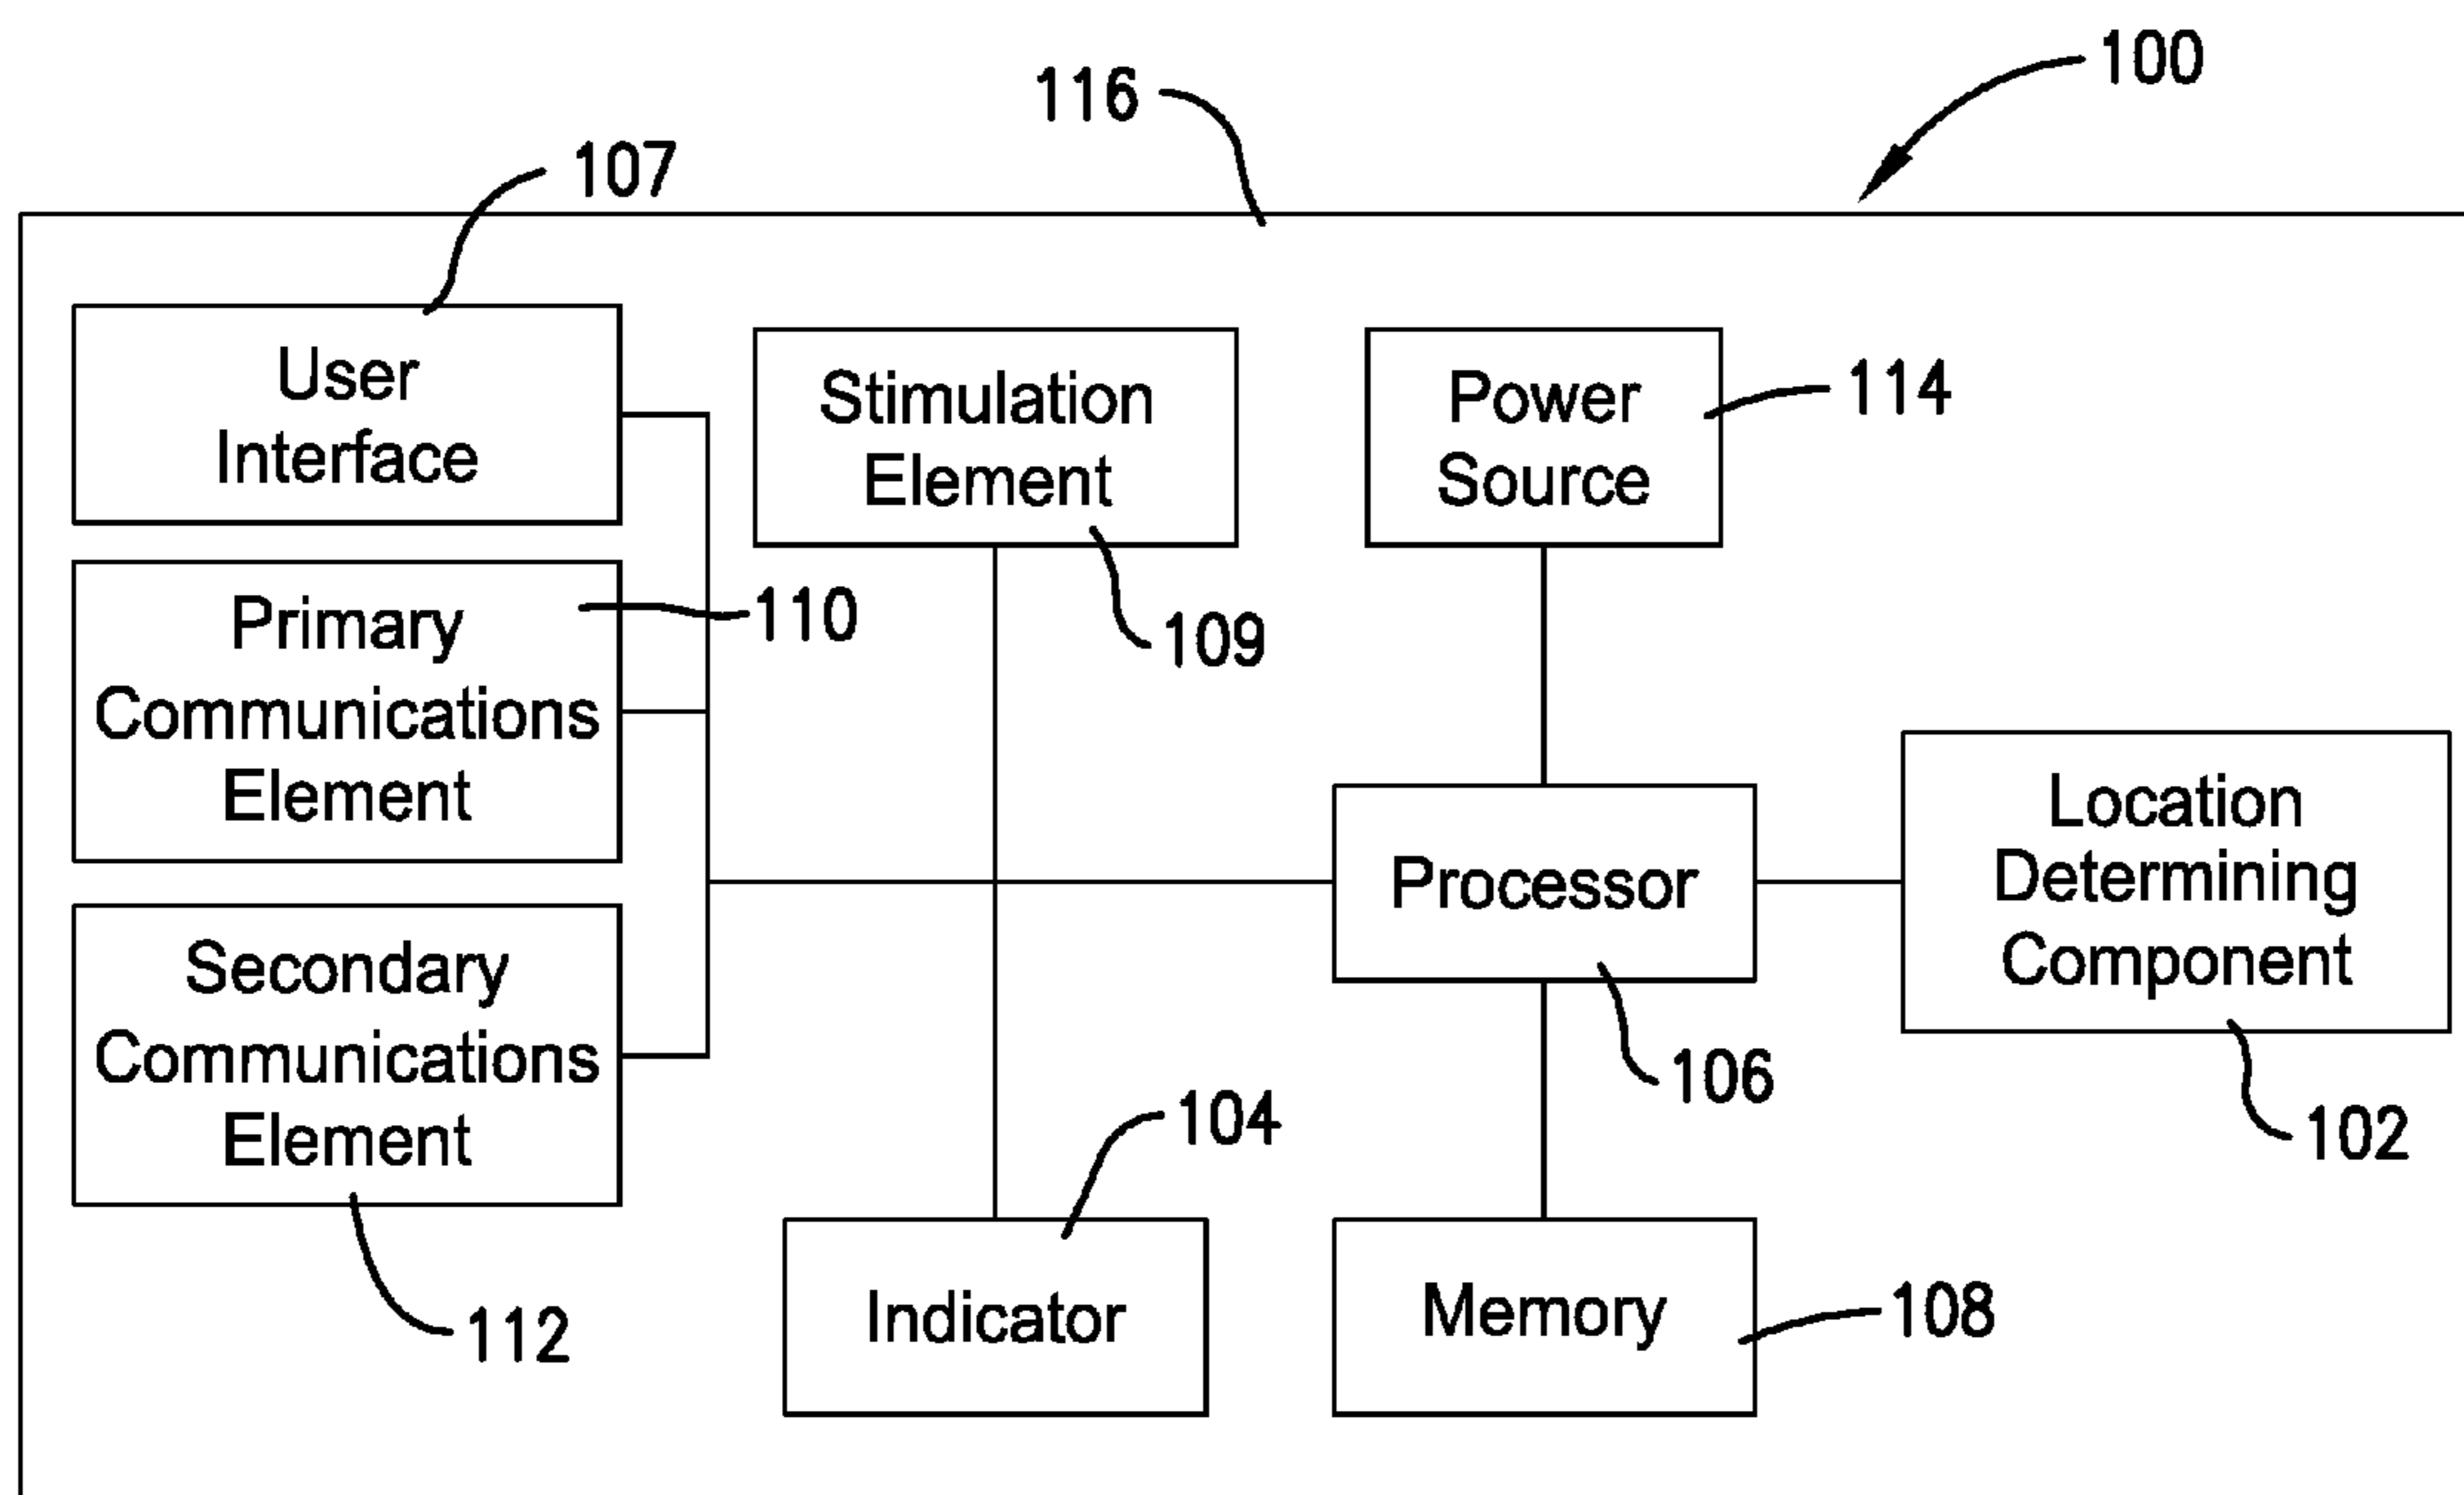 100
116
107
User
Interface
Stimulation
Element
109
Power
Source
114
Primary
Communications
Element
110
Secondary
Communications
Element
112
Processor
106
Location
Determining
Component
102
Indicator
104
Memory
108